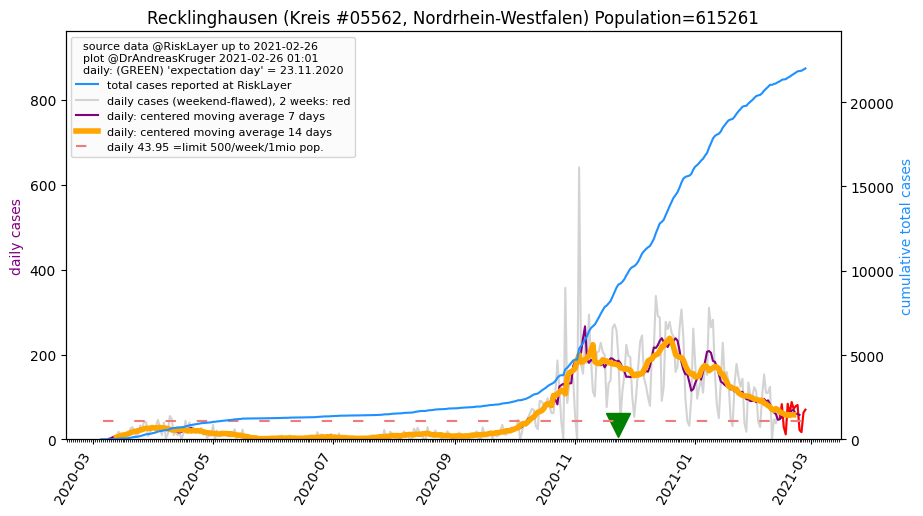 Recklinghausen (Kreis #05562, Nordrhein-Westfalen) Population=615261
source data @RiskLayer up to 2021-02-26
plot @DrAndreasKruger 2021-02-26 01:01
daily: (GREEN) 'expectation day' = 23.11.2020
total cases reported at RiskLayer
daily cases (weekend-flawed), 2 weeks: red
daily: centered moving average 7 days
daily: centered moving average 14 days
daily 43.95 =limit 500/week/1mio pop.
daily cases
800
600
400
200
0
cumulative total cases
20000
15000
10000
5000
0
2020-03
2020-05
2020-07
2020-09
2020-11
2021-01
2021-03